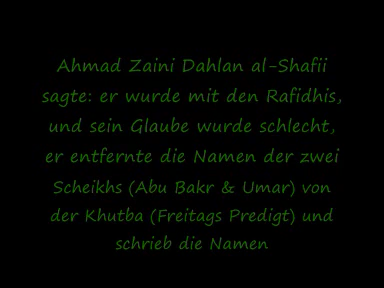 Ahmad Zaini Dahlan al-Shafii
sagte: er wurde mit den Rafidhis,
und sein Glaube wurde schlecht,
er entfernte die Namen der zwei
Scheikhs (Abu Bakr & Umar) von
der Khutba (Freitags Predigt) und
schrieb die Namen